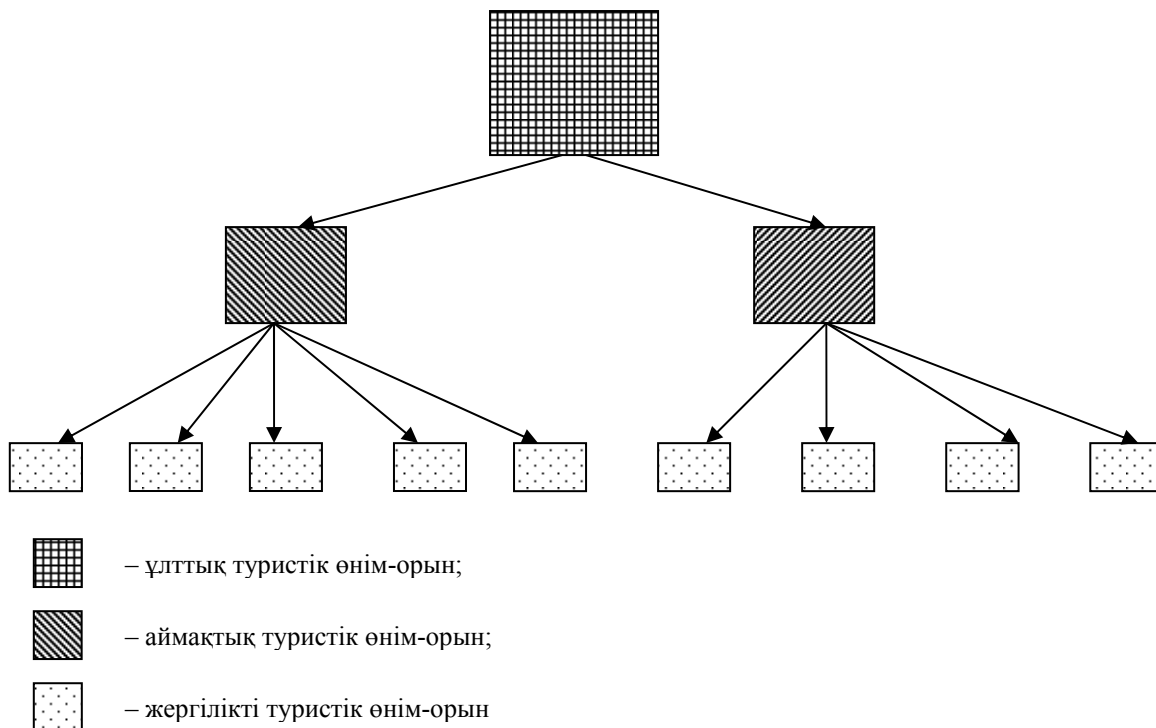 – ұлттық туристік өнім-орын;
– аймақтық туристік өнім-орын;
– жергілікті туристік өнім-орын